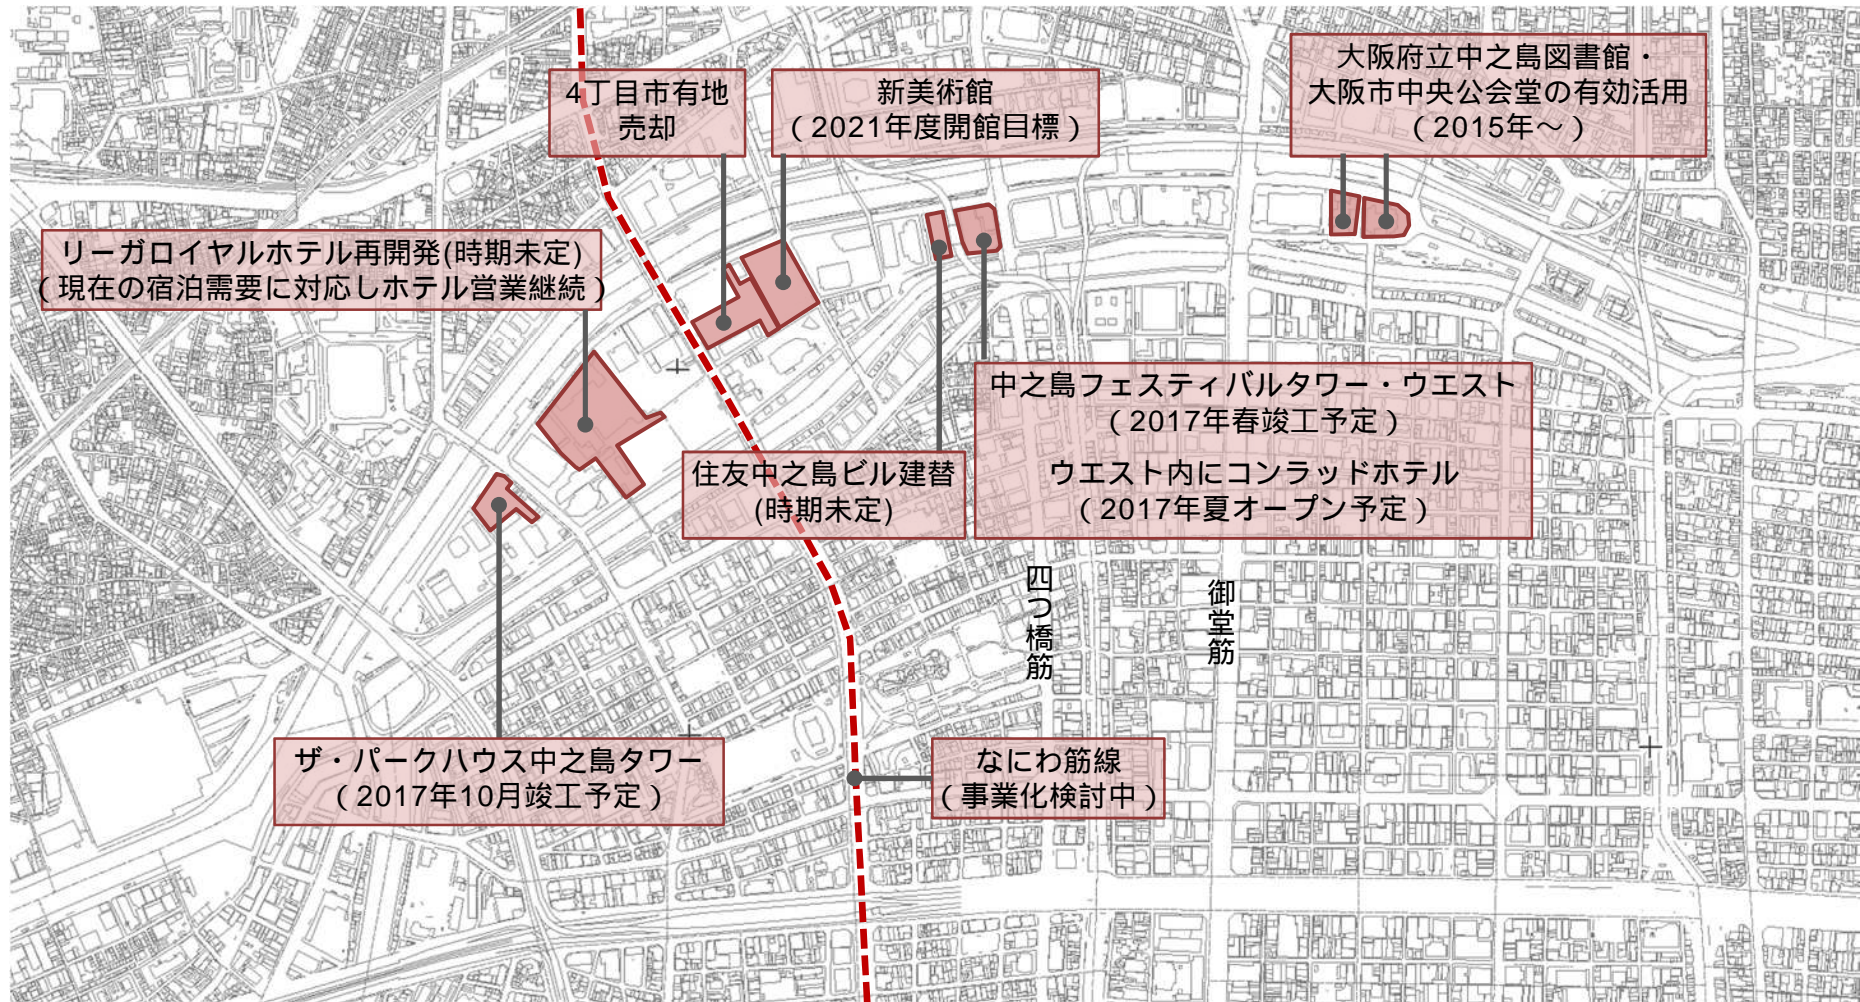 4丁目市有地
売却
新美術館
（2021年度開館目標）
大阪府立中之島図書館・
大阪市中央公会堂の有効活用
（2015年～）
リーガロイヤルホテル再開発(時期未定)
（現在の宿泊需要に対応しホテル営業継続）
中之島フェスティバルタワー・ウエスト
（2017年春竣工予定）
ウエスト内にコンラッドホテル
（2017年夏オープン予定）
住友中之島ビル建替
(時期未定)
四つ橋筋
御堂筋
ザ・パークハウス中之島タワー
（2017年10月竣工予定）
なにわ筋線
（事業化検討中）